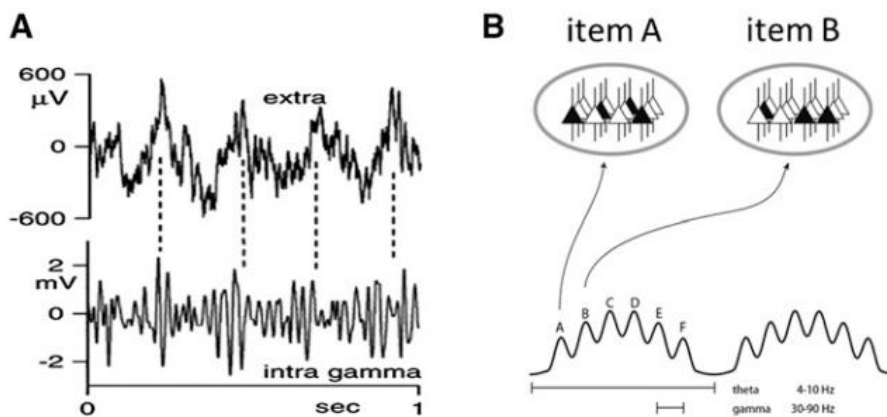 A
600
μV
0
-600
extra
2
mV
0
-2
intra gamma
0 sec 1
B
item A item B
A B C D E F
theta 4-10 Hz
gamma 30-90 Hz